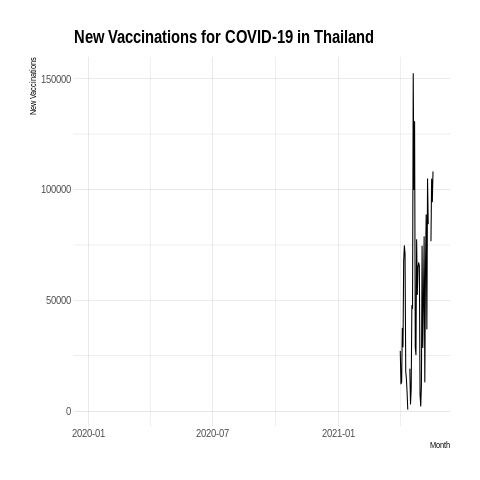 New Vaccinations for COVID-19 in Thailand
New Vaccinations
150000
100000
50000
0
2020-01 2020-07 2021-01
Month